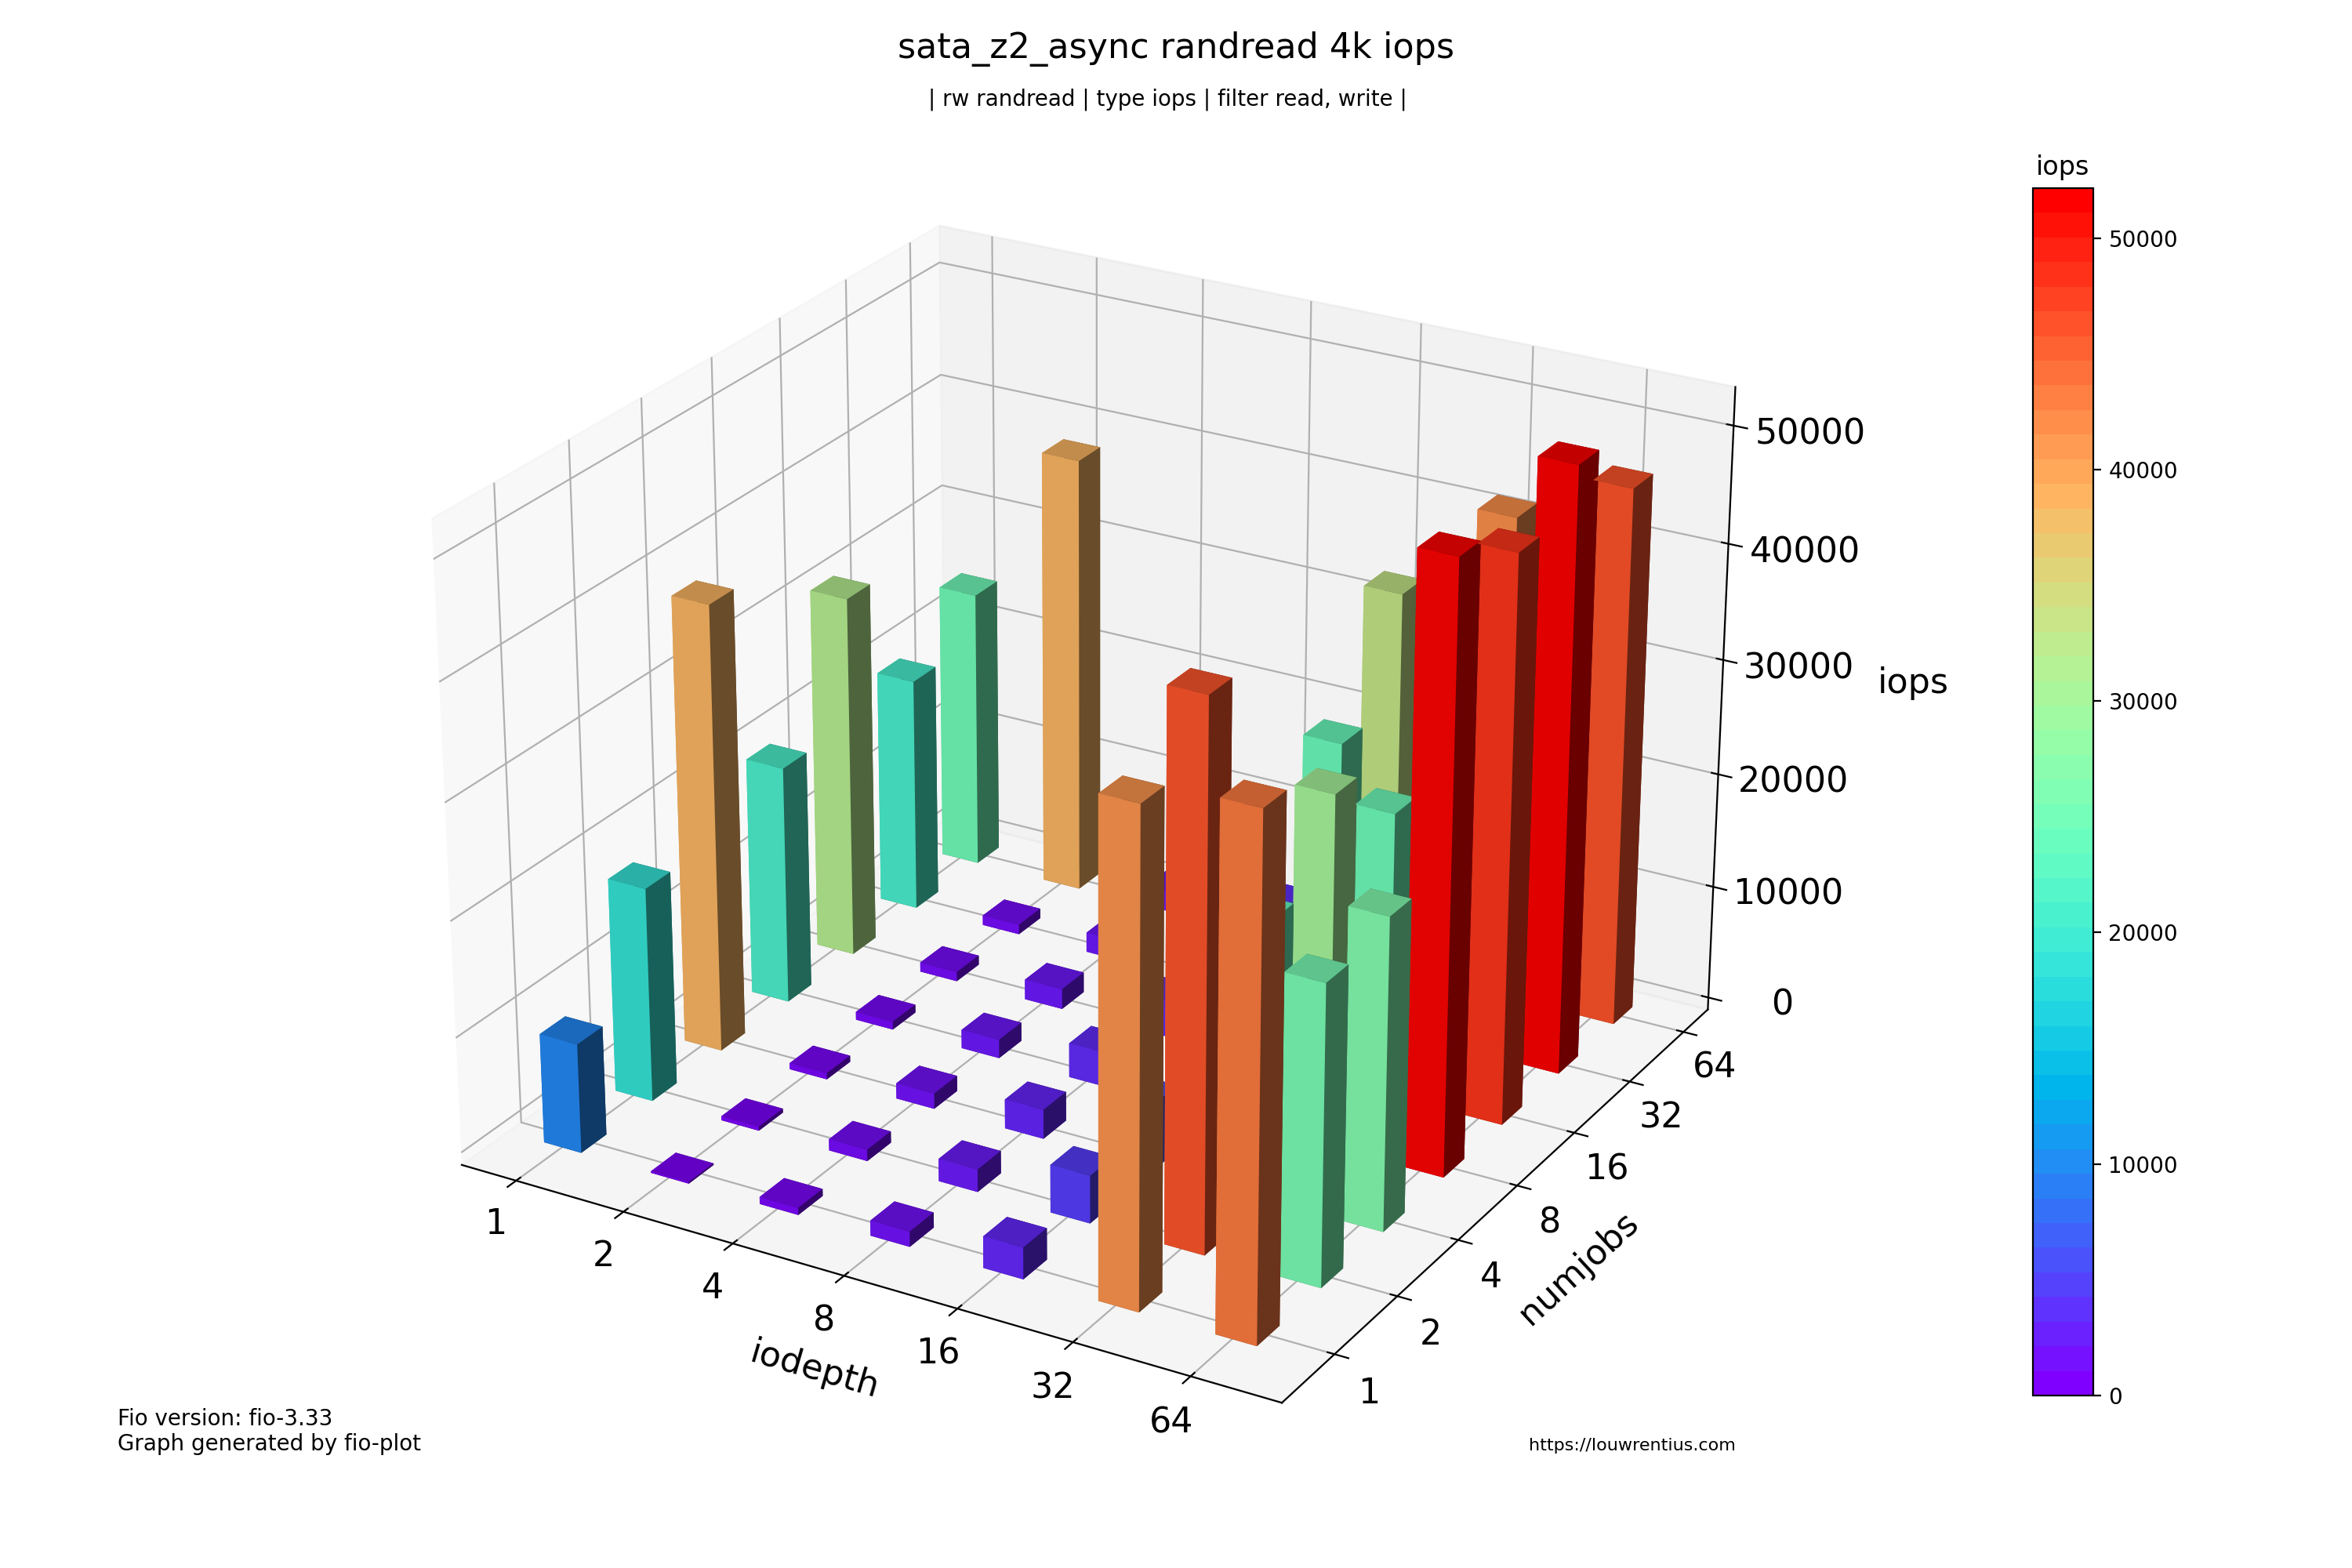 sata_z2_async randread 4k iops
| rw randread | type iops | filter read, write |
iops
50000
40000
30000
20000
10000
0
50000
40000
30000
20000
10000
0
iops
64
32
16
8
4
2
1
numjobs
1
2
4
8
16
32
64
iodepth
Fio version: fio-3.33
Graph generated by fio-plot
https://louwrentius.com